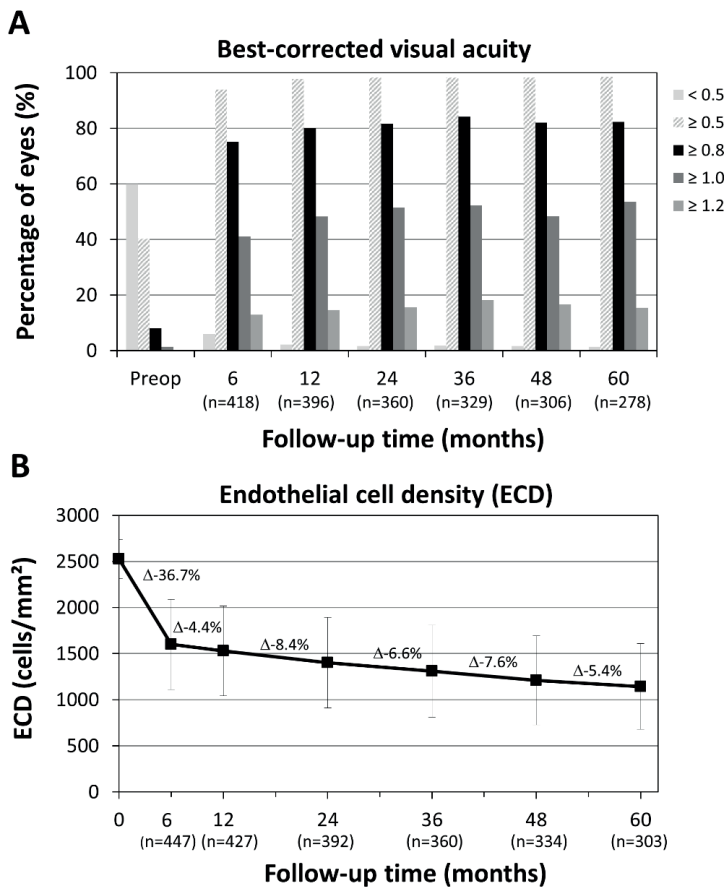 A
Best-corrected visual acuity
Percentage of eyes (%)
100
80
60
40
20
0
< 0.5
≥ 0.5
≥ 0.8
≥ 1.0
≥ 1.2
Preop 6 12 24 36 48 60
(n=418) (n=396) (n=360) (n=329) (n=306) (n=278)
Follow-up time (months)
B
Endothelial cell density (ECD)
ECD (cells/mm²)
3000
2500
2000
1500
1000
500
0
Δ-36.7%
Δ-4.4%
Δ-8.4%
Δ-6.6%
Δ-7.6%
Δ-5.4%
0 6 12 24 36 48 60
(n=447) (n=427) (n=392) (n=360) (n=334) (n=303)
Follow-up time (months)